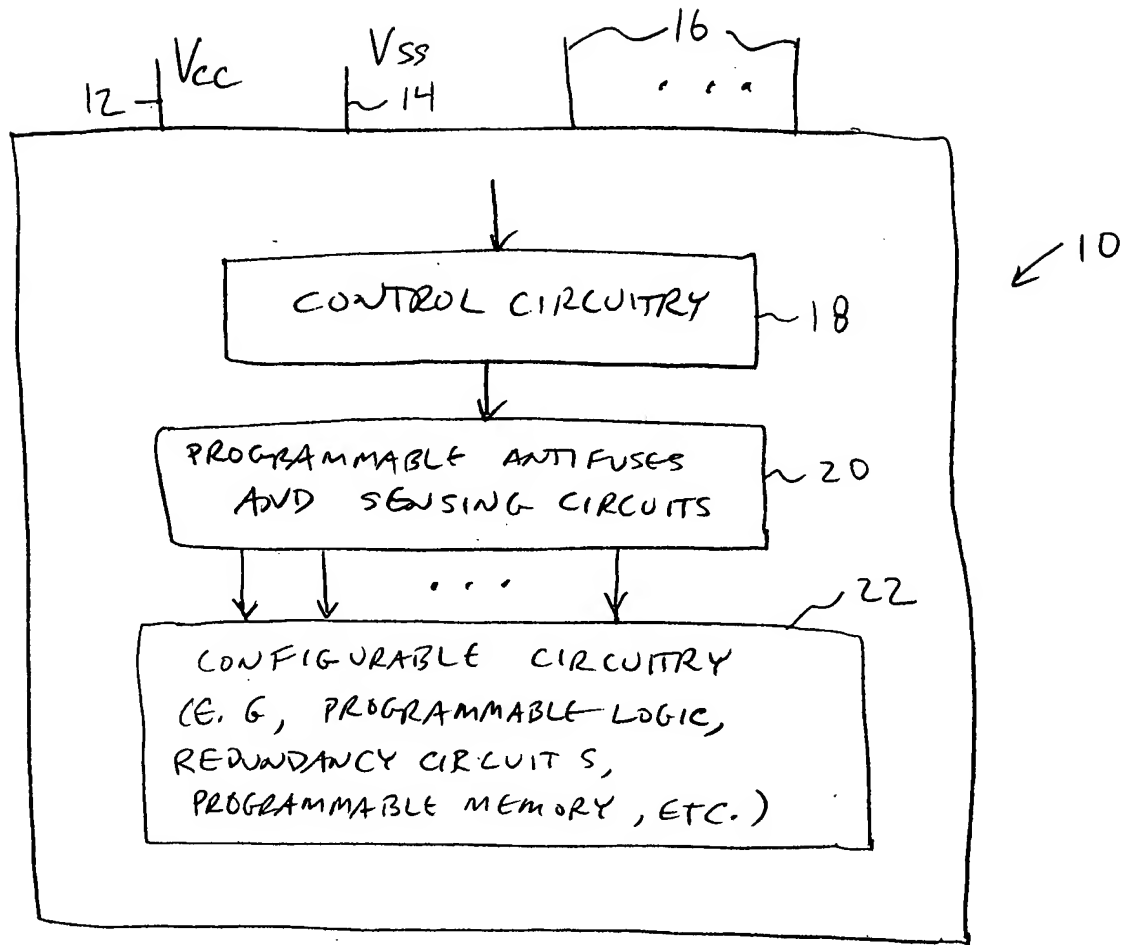 16
Vcc
Vss
12
14
. . .
10
CONTROL CIRCUITRY
18
PROGRAMMABLE ANTIFUSES
AND SENSING CIRCUITS
20
. . .
22
CONFIGURABLE CIRCUITRY
(E.G, PROGRAMMABLE LOGIC,
REDUNDANCY CIRCUITS,
PROGRAMMABLE MEMORY, ETC.)